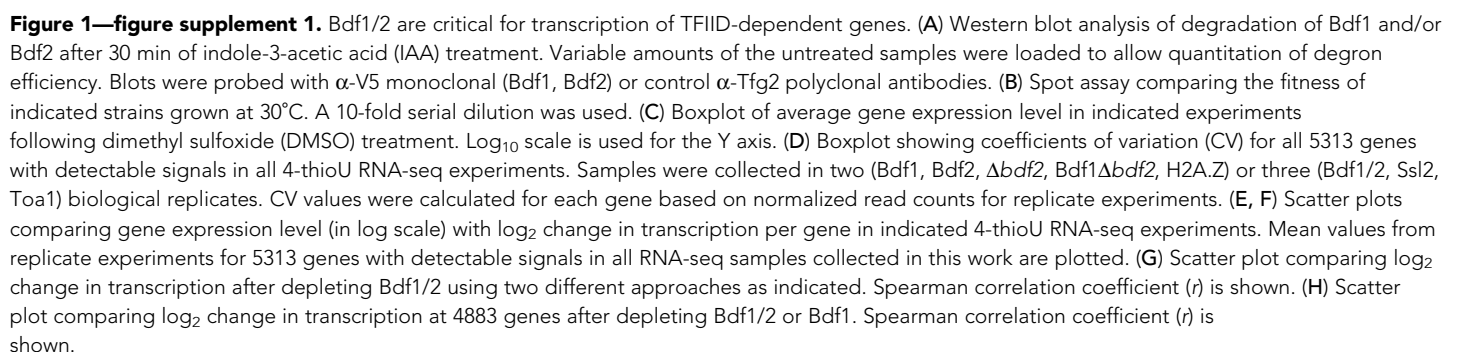 Figure 1—figure supplement 1. Bdf1/2 are critical for transcription of TFIID-dependent genes. (A) Western blot analysis of degradation of Bdf1 and/or
Bdf2 after 30 min of indole-3-acetic acid (IAA) treatment. Variable amounts of the untreated samples were loaded to allow quantitation of degron
efficiency. Blots were probed with α-V5 monoclonal (Bdf1, Bdf2) or control α-Tfg2 polyclonal antibodies. (B) Spot assay comparing the fitness of
indicated strains grown at 30°C. A 10-fold serial dilution was used. (C) Boxplot of average gene expression level in indicated experiments
following dimethyl sulfoxide (DMSO) treatment. Log10 scale is used for the Y axis. (D) Boxplot showing coefficients of variation (CV) for all 5313 genes
with detectable signals in all 4-thioU RNA-seq experiments. Samples were collected in two (Bdf1, Bdf2, Δbdf2, Bdf1Δbdf2, H2A.Z) or three (Bdf1/2, Ssl2,
Toa1) biological replicates. CV values were calculated for each gene based on normalized read counts for replicate experiments. (E, F) Scatter plots
comparing gene expression level (in log scale) with log2 change in transcription per gene in indicated 4-thioU RNA-seq experiments. Mean values from
replicate experiments for 5313 genes with detectable signals in all RNA-seq samples collected in this work are plotted. (G) Scatter plot comparing log2
change in transcription after depleting Bdf1/2 using two different approaches as indicated. Spearman correlation coefficient (r) is shown. (H) Scatter
plot comparing log2 change in transcription at 4883 genes after depleting Bdf1/2 or Bdf1. Spearman correlation coefficient (r) is
shown.